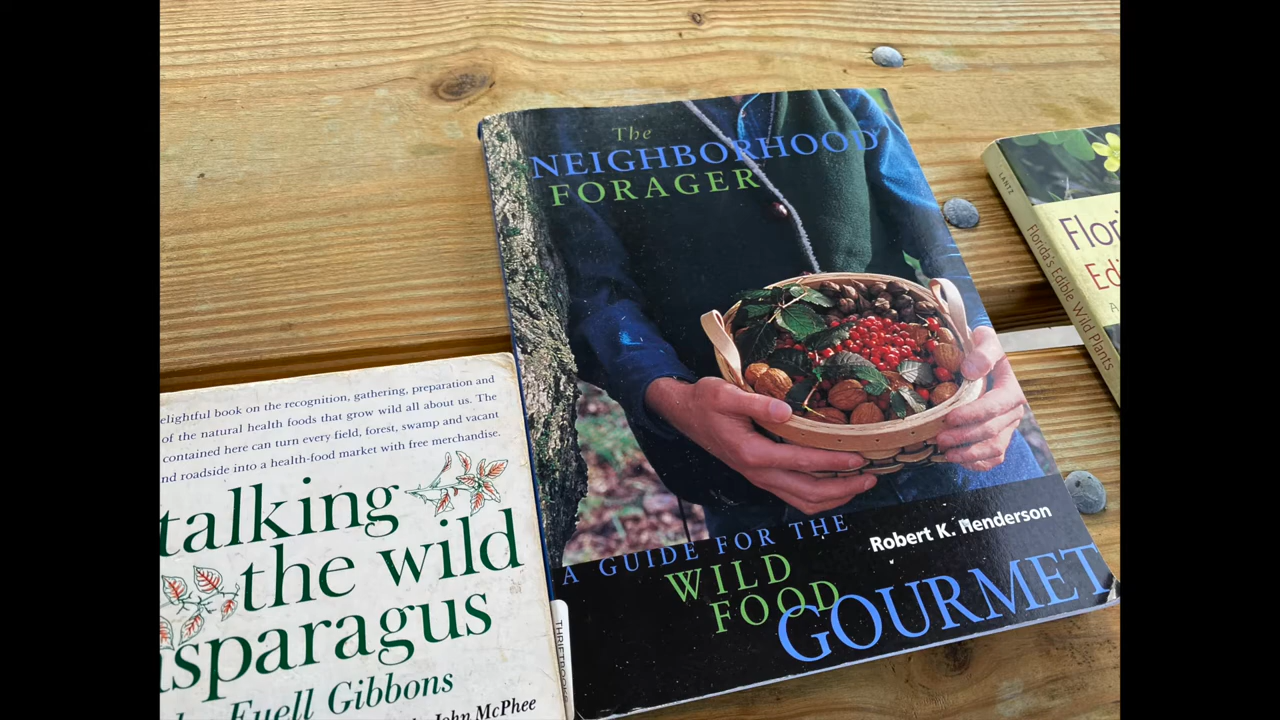 elightful book on the recognition, gathering, preparation and
of the natural health foods that grow wild all about us. The
contained here can turn every field, forest, swamp and vacant
nd roadside into a health-food market with free merchandise.
talking
the wild
sparagus
by Euell Gibbons
John McPhee
THRIFTBOOKS
The
NEIGHBORHOOD
FORAGER
A GUIDE FOR THE
WILD
FOOD
GOURMET
Robert K. Henderson
LANTZ
Florida's Edible Wild Plants
Flori
Ed
A